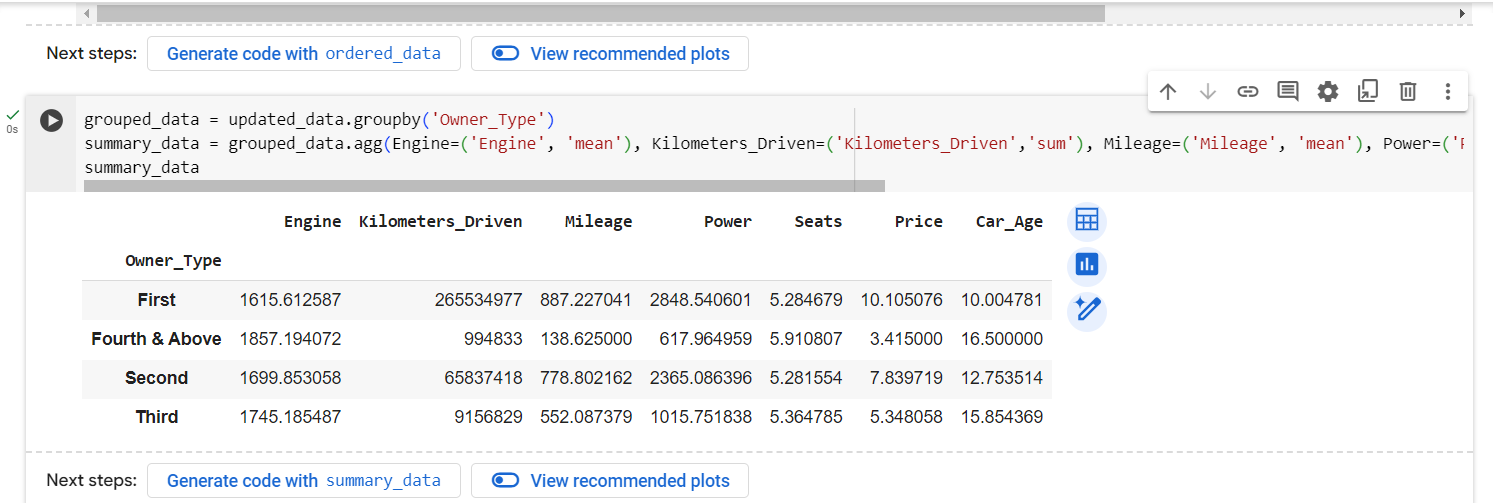 Next steps: Generate code with ordered_data View recommended plots
0s
grouped_data = updated_data.groupby('Owner_Type')
summary_data = grouped_data.agg(Engine=('Engine', 'mean'), Kilometers_Driven=('Kilometers_Driven','sum'), Mileage=('Mileage', 'mean'), Power=('
summary_data
Engine Kilometers_Driven Mileage Power Seats Price Car_Age
Owner_Type
First 1615.612587 265534977 887.227041 2848.540601 5.284679 10.105076 10.004781
Fourth & Above 1857.194072 994833 138.625000 617.964959 5.910807 3.415000 16.500000
Second 1699.853058 65837418 778.802162 2365.086396 5.281554 7.839719 12.753514
Third 1745.185487 9156829 552.087379 1015.751838 5.364785 5.348058 15.854369
Next steps: Generate code with summary_data View recommended plots